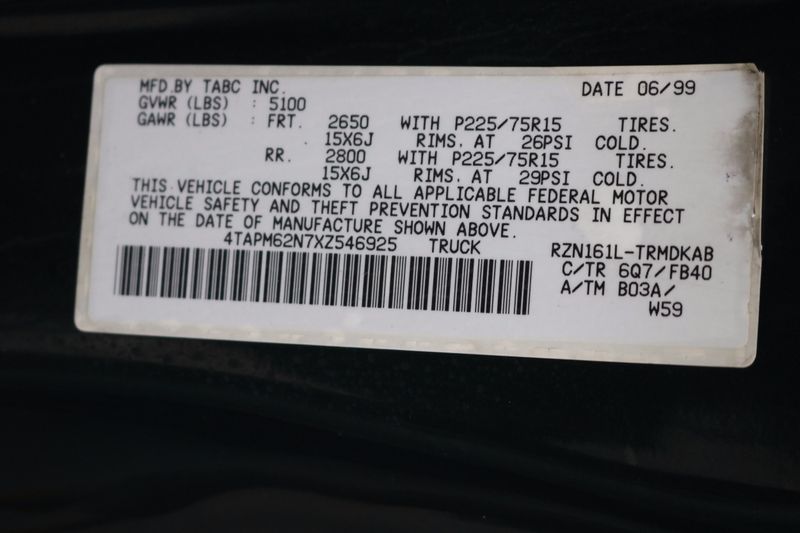 MFD.BY TABC INC. DATE 06/99
GVWR (LBS) : 5100
GAWR (LBS) : FRT. 2650 WITH P225/75R15 TIRES.
15X6J RIMS. AT 26PSI COLD.
RR. 2800 WITH P225/75R15 TIRES.
15X6J RIMS. AT 29PSI COLD.
THIS VEHICLE CONFORMS TO ALL APPLICABLE FEDERAL MOTOR
VEHICLE SAFETY AND THEFT PREVENTION STANDARDS IN EFFECT
ON THE DATE OF MANUFACTURE SHOWN ABOVE.
4TAPM62N7XZ546925 TRUCK RZN161L-TRMDKAB
C/TR 6Q7/FB40
A/TM B03A/
W59